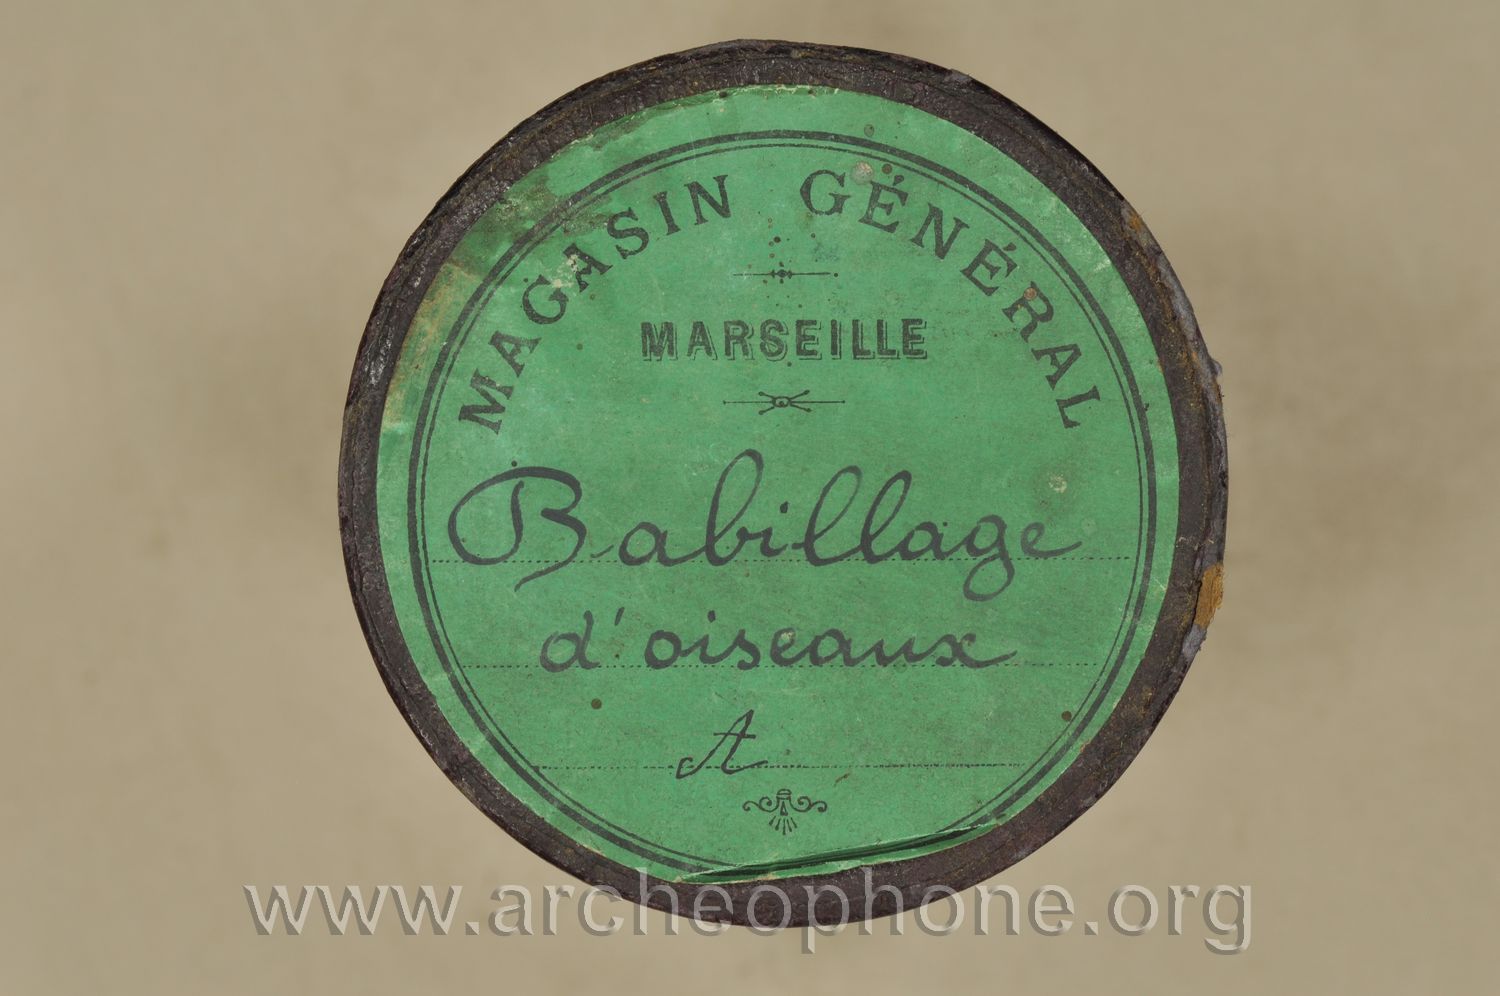 MAGASIN GÉNÉRAL
MARSEILLE
Babillage
d'oiseaux
A
www.archeophone.org